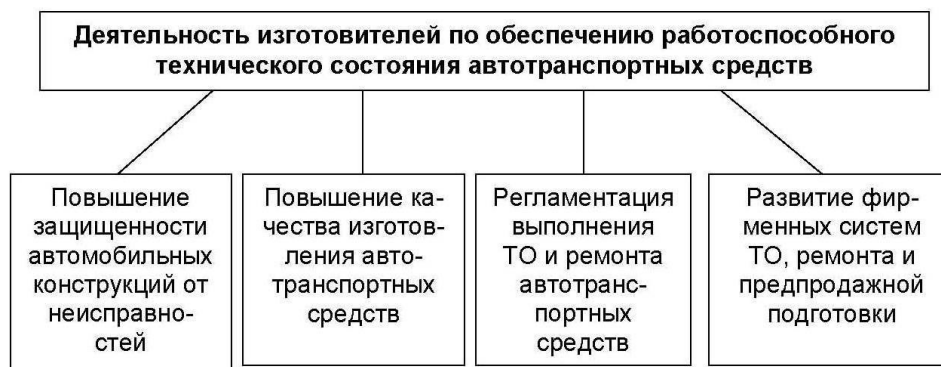 Деятельность изготовителей по обеспечению работоспособного
технического состояния автотранспортных средств
Повышение
защищенности
автомобильных
конструкций от
неисправно-
стей
Повышение ка-
чества изготов-
ления авто-
транспортных
средств
Регламентация
выполнения
ТО и ремонта
автотранс-
портных
средств
Развитие фир-
менных систем
ТО, ремонта и
предпродажной
подготовки